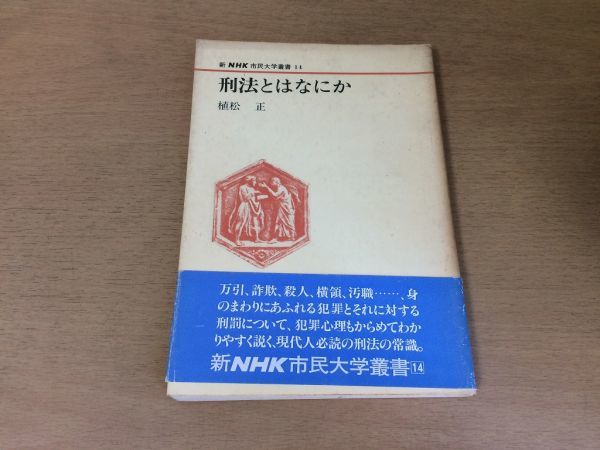 新NHK市民大学叢書 14
刑法とはなにか
植松 正
万引、詐欺、殺人、横領、汚職……、身
のまわりにあふれる犯罪とそれに対する
刑罰について、犯罪心理もからめてわか
りやすく説く、現代人必読の刑法の常識。
新NHK市民大学叢書14